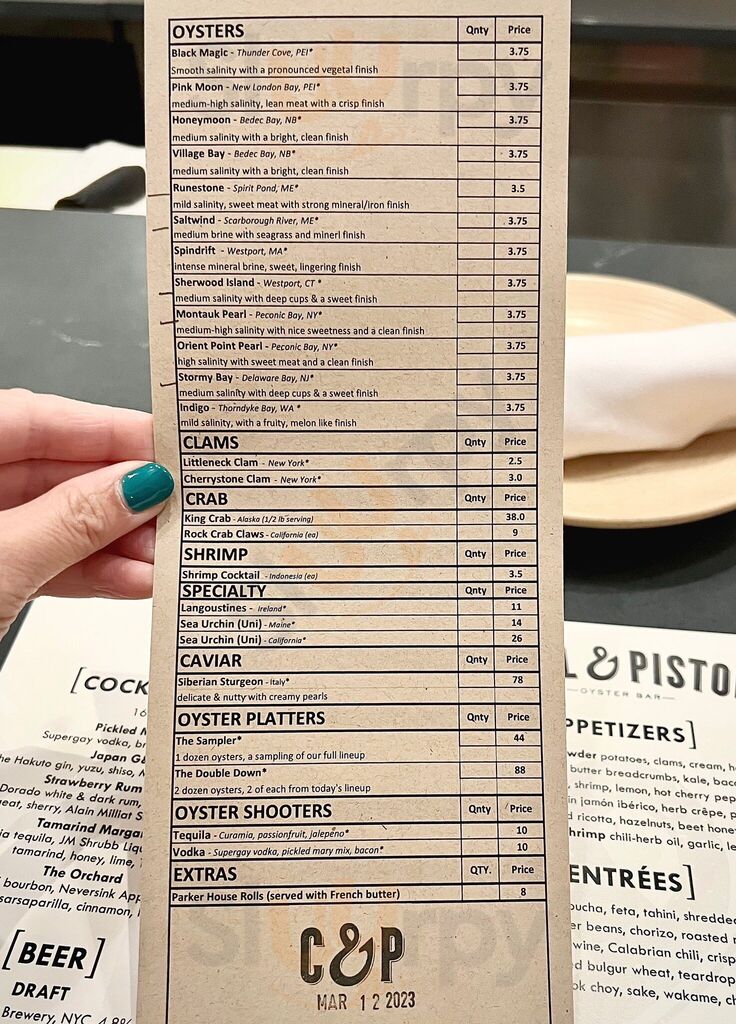 OYSTERS Qnty Price
Black Magic - Thunder Cove, PEI* 3.75
Smooth salinity with a pronounced vegetal finish
Pink Moon - New London Bay, PEI* 3.75
medium-high salinity, lean meat with a crisp finish
Honeymoon - Bedec Bay, NB* 3.75
medium salinity with a bright, clean finish
Village Bay - Bedec Bay, NB* 3.75
medium salinity with a bright, clean finish
Runestone - Spirit Pond, ME* 3.5
mild salinity, sweet meat with strong mineral/iron finish
Saltwind - Scarborough River, ME* 3.75
medium brine with seagrass and minerl finish
Spindrift - Westport, MA* 3.75
intense mineral brine, sweet, lingering finish
Sherwood Island - Westport, CT * 3.75
medium salinity with deep cups & a sweet finish
Montauk Pearl - Peconic Bay, NY* 3.75
medium-high salinity with nice sweetness and a clean finish
Orient Point Pearl - Peconic Bay, NY* 3.75
high salinity with sweet meat and a clean finish
Stormy Bay - Delaware Bay, NJ* 3.75
medium salinity with deep cups & a sweet finish
Indigo - Thorndyke Bay, WA * 3.75
mild salinity, with a fruity, melon like finish
CLAMS Qnty Price
Littleneck Clam - New York* 2.5
Cherrystone Clam - New York* 3.0
CRAB Qnty Price
King Crab - Alaska (1/2 lb serving) 38.0
Rock Crab Claws - California (ea) 9
SHRIMP Qnty Price
Shrimp Cocktail - Indonesia (ea) 3.5
SPECIALTY Qnty Price
Langoustines - Ireland* 11
Sea Urchin (Uni) - Maine* 14
Sea Urchin (Uni) - California* 26
CAVIAR Qnty Price
Siberian Sturgeon - Italy* 78
delicate & nutty with creamy pearls
OYSTER PLATTERS Qnty Price
The Sampler* 44
1 dozen oysters, a sampling of our full lineup
The Double Down* 88
2 dozen oysters, 2 of each from today's lineup
OYSTER SHOOTERS Qnty Price
Tequila - Curamia, passionfruit, jalepeño* 10
Vodka - Supergay vodka, pickled mary mix, bacon* 10
EXTRAS QTY. Price
Parker House Rolls (served with French butter) 8
C&P
MAR 12 2023
[COCK
16
Pickled
Supergay vodka,
Japan
Hakuto gin, yuzu, shiso,
Strawberry Rum
Dorado white & dark rum,
sherry, Alain Milliat
Tamarind Marga
tequila, JM Shrubb
tamarind, honey, lime,
The Orchard
bourbon, Neversink
sarsaparilla, cinnamon,
[BEER]
DRAFT
Brewery, NYC 4.8%
& PISTO
OYSTER BAR
PPETIZERS]
potatoes, clams, cream,
butter breadcrumbs, kale,
shrimp, lemon, hot cherry
jamón ibérico, herb crêpe,
ricotta, hazelnuts, beet
chili-herb oil, garlic,
ENTRÉES]
feta, tahini,
beans, chorizo, roasted
wine, Calabrian chili,
bulgur wheat,
choy, sake, wakame,